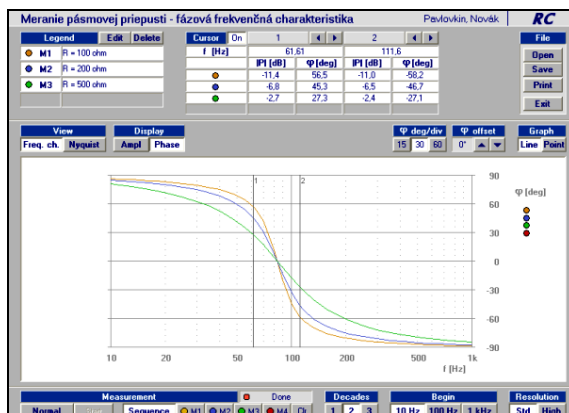 Meranie pásmovej priepusti - fázová frekvenčná charakteristika Pavlovkin, Novák RC
Legend Edit Delete
M1 R = 100 ohm
M2 R = 200 ohm
M3 R = 500 ohm
Cursor On 1 2
f [Hz] 61,61 111,6
|P| [dB] φ [deg] |P| [dB] φ [deg]
-11,4 56,5 -11,0 -58,2
-6,8 45,3 -6,5 -46,7
-2,7 27,3 -2,4 -27,1
File
Open
Save
Print
Exit
View Display φ deg/div φ offset Graph
Freq. ch. Nyquist Ampl Phase 15 30 60 0° Line Point
1 2
90
60
30
0
-30
-60
-90
φ [deg]
10 20 50 100 200 500 1k
f [Hz]
Measurement Done Decades Begin Resolution
Normal Sequence M1 M2 M3 M4 1 2 3 10 Hz 100 Hz 1 kHz Std High